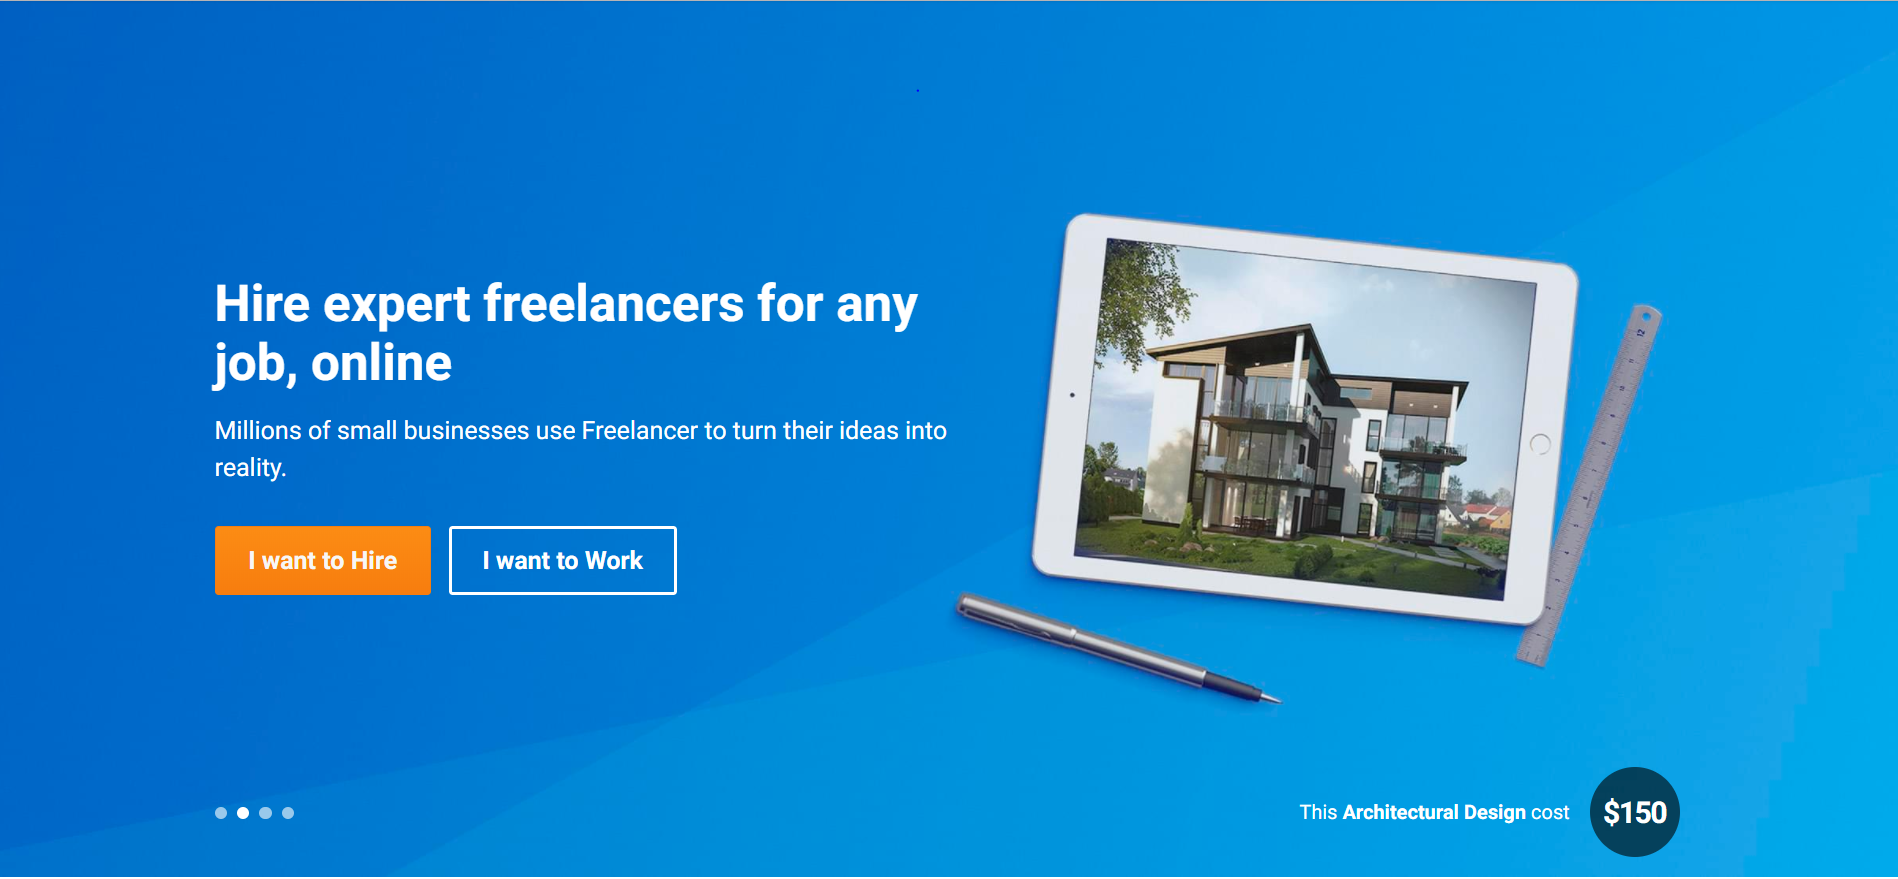 Hire expert freelancers for any
job, online
Millions of small businesses use Freelancer to turn their ideas into
reality.
I want to Hire
I want to Work
This Architectural Design cost
$150
12